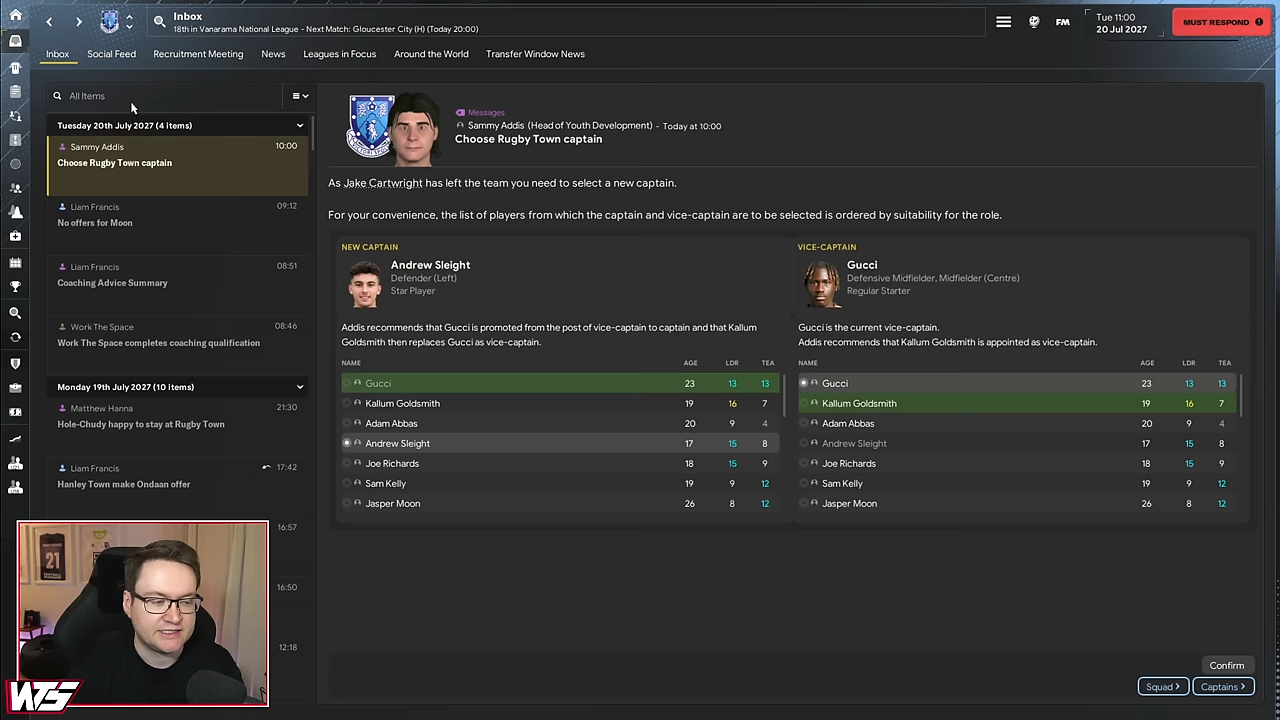 Inbox
18th in Vanarama National League - Next Match: Gloucester City (H) (Today 20:00)
FM
Tue 11:00
20 Jul 2027
MUST RESPOND
Inbox
Social Feed
Recruitment Meeting
News
Leagues in Focus
Around the World
Transfer Window News
All Items
Tuesday 20th July 2027 (4 items)
Sammy Addis 10:00
Choose Rugby Town captain
Liam Francis 09:12
No offers for Moon
Liam Francis 08:51
Coaching Advice Summary
Work The Space 08:46
Work The Space completes coaching qualification
Monday 19th July 2027 (10 items)
Matthew Hanna 21:30
Hole-Chudy happy to stay at Rugby Town
Liam Francis 17:42
Hanley Town make Ondaan offer
16:57
16:50
12:18
21
WTS
Messages
Sammy Addis (Head of Youth Development) - Today at 10:00
Choose Rugby Town captain
As Jake Cartwright has left the team you need to select a new captain.
For your convenience, the list of players from which the captain and vice-captain are to be selected is ordered by suitability for the role.
NEW CAPTAIN
Andrew Sleight
Defender (Left)
Star Player
Addis recommends that Gucci is promoted from the post of vice-captain to captain and that Kallum
Goldsmith then replaces Gucci as vice-captain.
NAME AGE LDR TEA
Gucci 23 13 13
Kallum Goldsmith 19 16 7
Adam Abbas 20 9 4
Andrew Sleight 17 15 8
Joe Richards 18 15 9
Sam Kelly 19 9 12
Jasper Moon 26 8 12
VICE-CAPTAIN
Gucci
Defensive Midfielder, Midfielder (Centre)
Regular Starter
Gucci is the current vice-captain.
Addis recommends that Kallum Goldsmith is appointed as vice-captain.
NAME AGE LDR TEA
Gucci 23 13 13
Kallum Goldsmith 19 16 7
Adam Abbas 20 9 4
Andrew Sleight 17 15 8
Joe Richards 18 15 9
Sam Kelly 19 9 12
Jasper Moon 26 8 12
Confirm
Squad >
Captains >